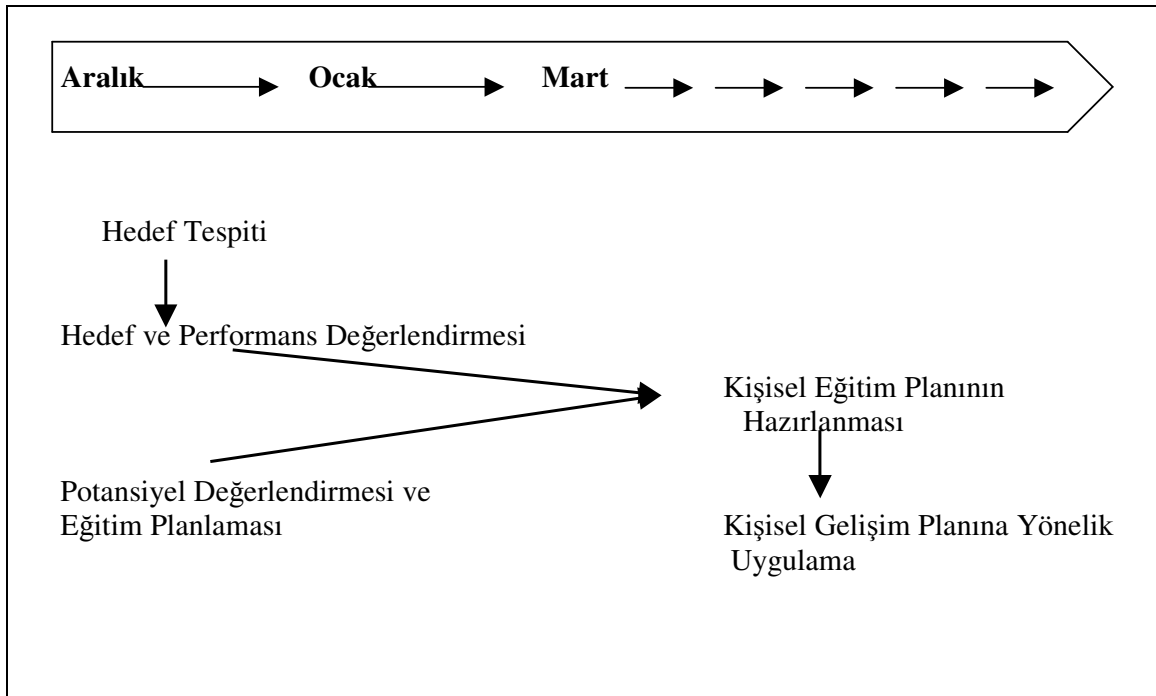 Aralık Ocak Mart
Hedef Tespiti
Hedef ve Performans Değerlendirmesi
Kişisel Eğitim Planının
Hazırlanması
Potansiyel Değerlendirmesi ve
Eğitim Planlaması
Kişisel Gelişim Planına Yönelik
Uygulama